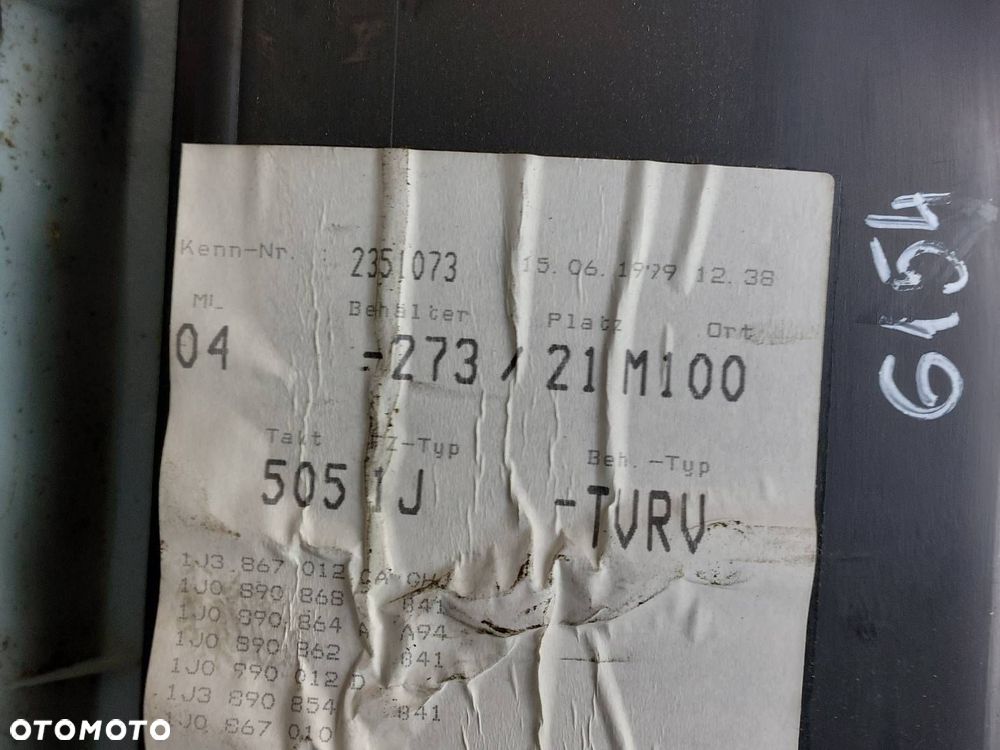 Kenn-Nr. : 2351073 15.06.1999 12.38
ML Behälter Platz Ort
04 -273 / 21 M100
Takt FZ-Typ Beh.-Typ
505 1J -TVRV
1J3 867 012 CA GHJ
1J0 890 868 841
1J0 890 864 A A94
1J0 890 862 841
1J0 990 012 D
1J3 890 854 841
1J0 867 010
6154
OTOMOTO